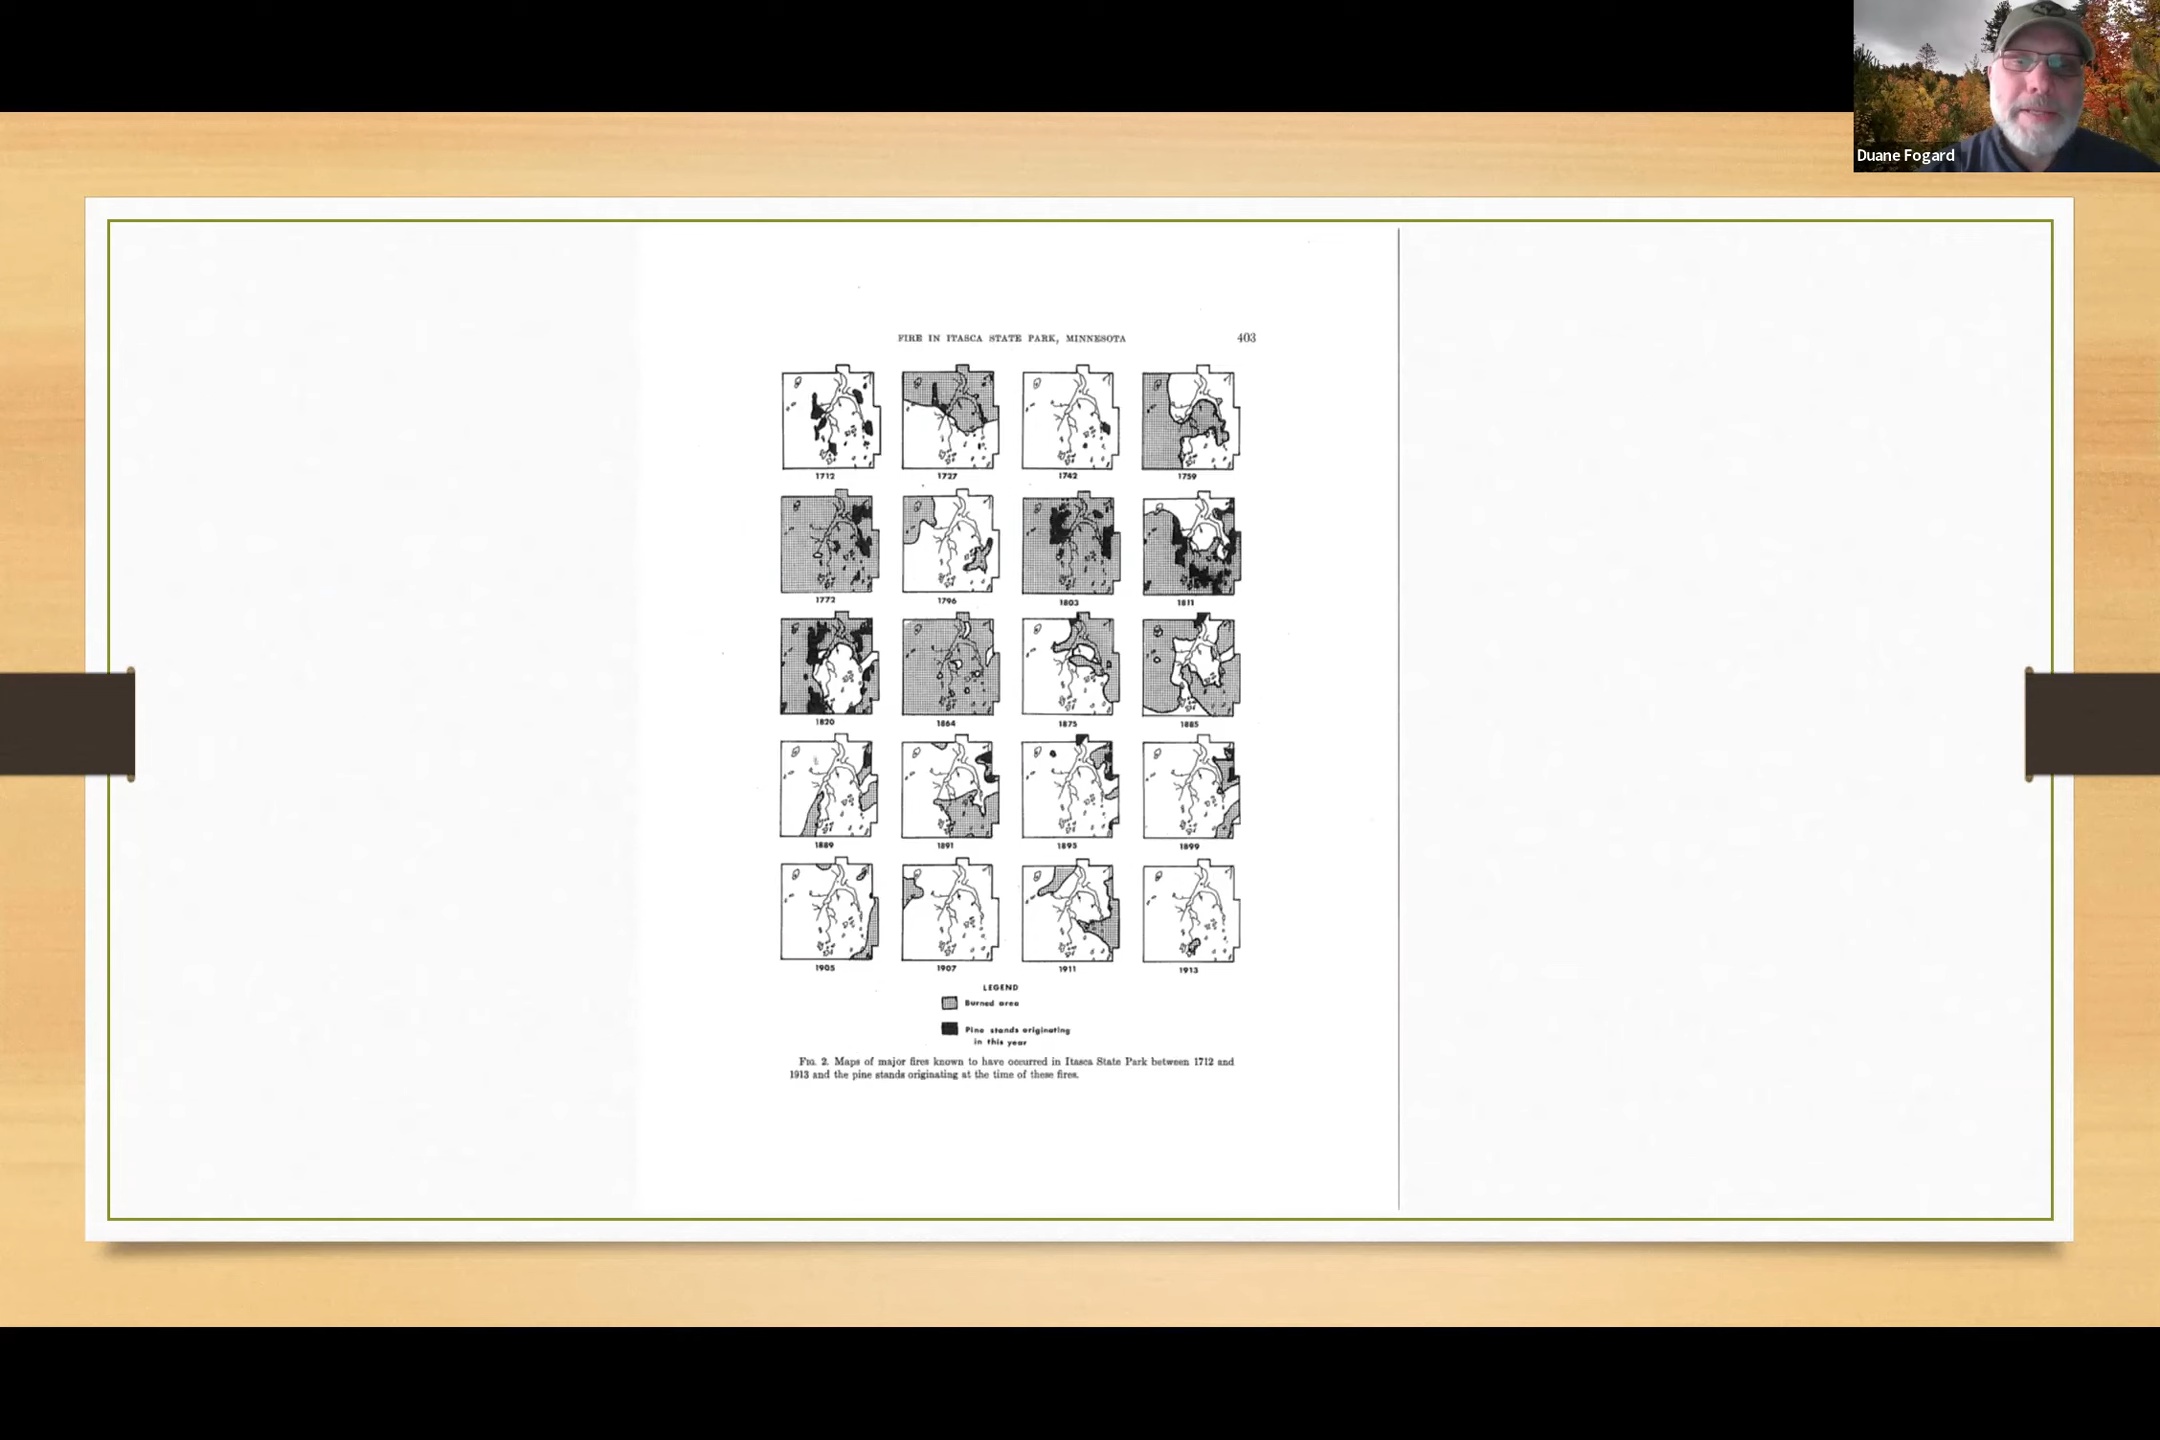 Duane Fogard
FIRE IN ITASCA STATE PARK, MINNESOTA 403
1712 1727 1742 1759
1772 1796 1803 1811
1820 1864 1875 1885
1889 1891 1895 1899
1905 1907 1911 1913
LEGEND
Burned area
Pine stands originating
in this year
FIG. 2. Maps of major fires known to have occurred in Itasca State Park between 1712 and
1913 and the pine stands originating at the time of these fires.